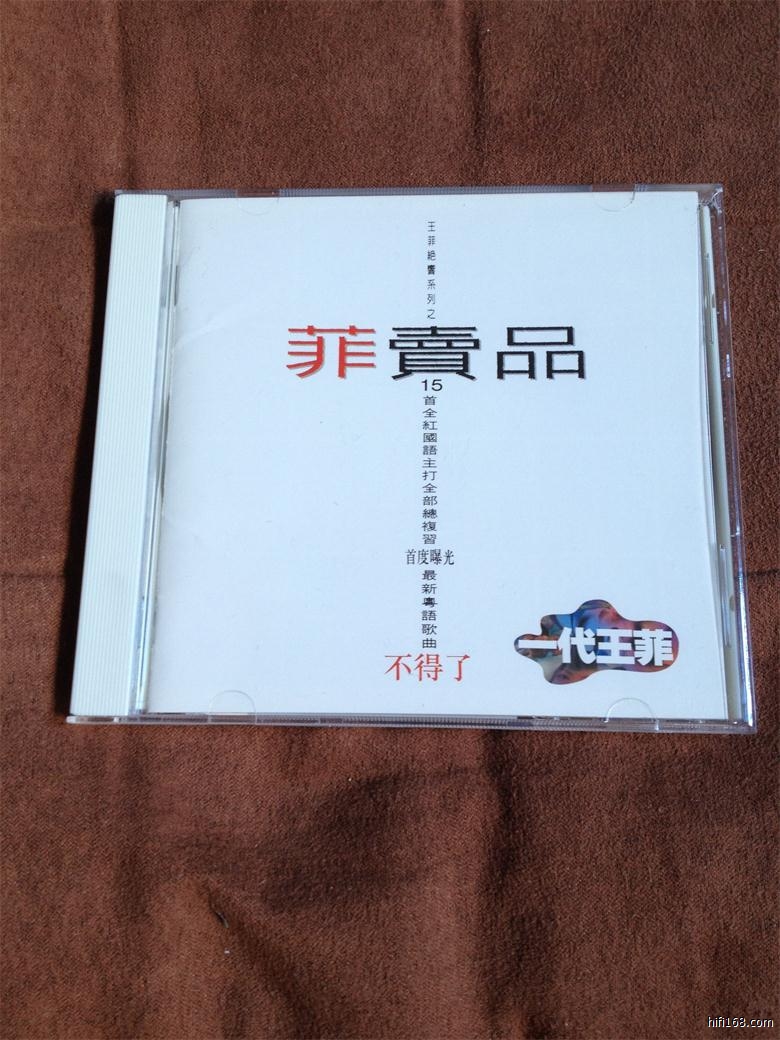 王菲絕響系列之
菲賣品
15
首全紅國語主打全部總複習
首度曝光
最新粵語歌曲
不得了
一代王菲
hifi168.com